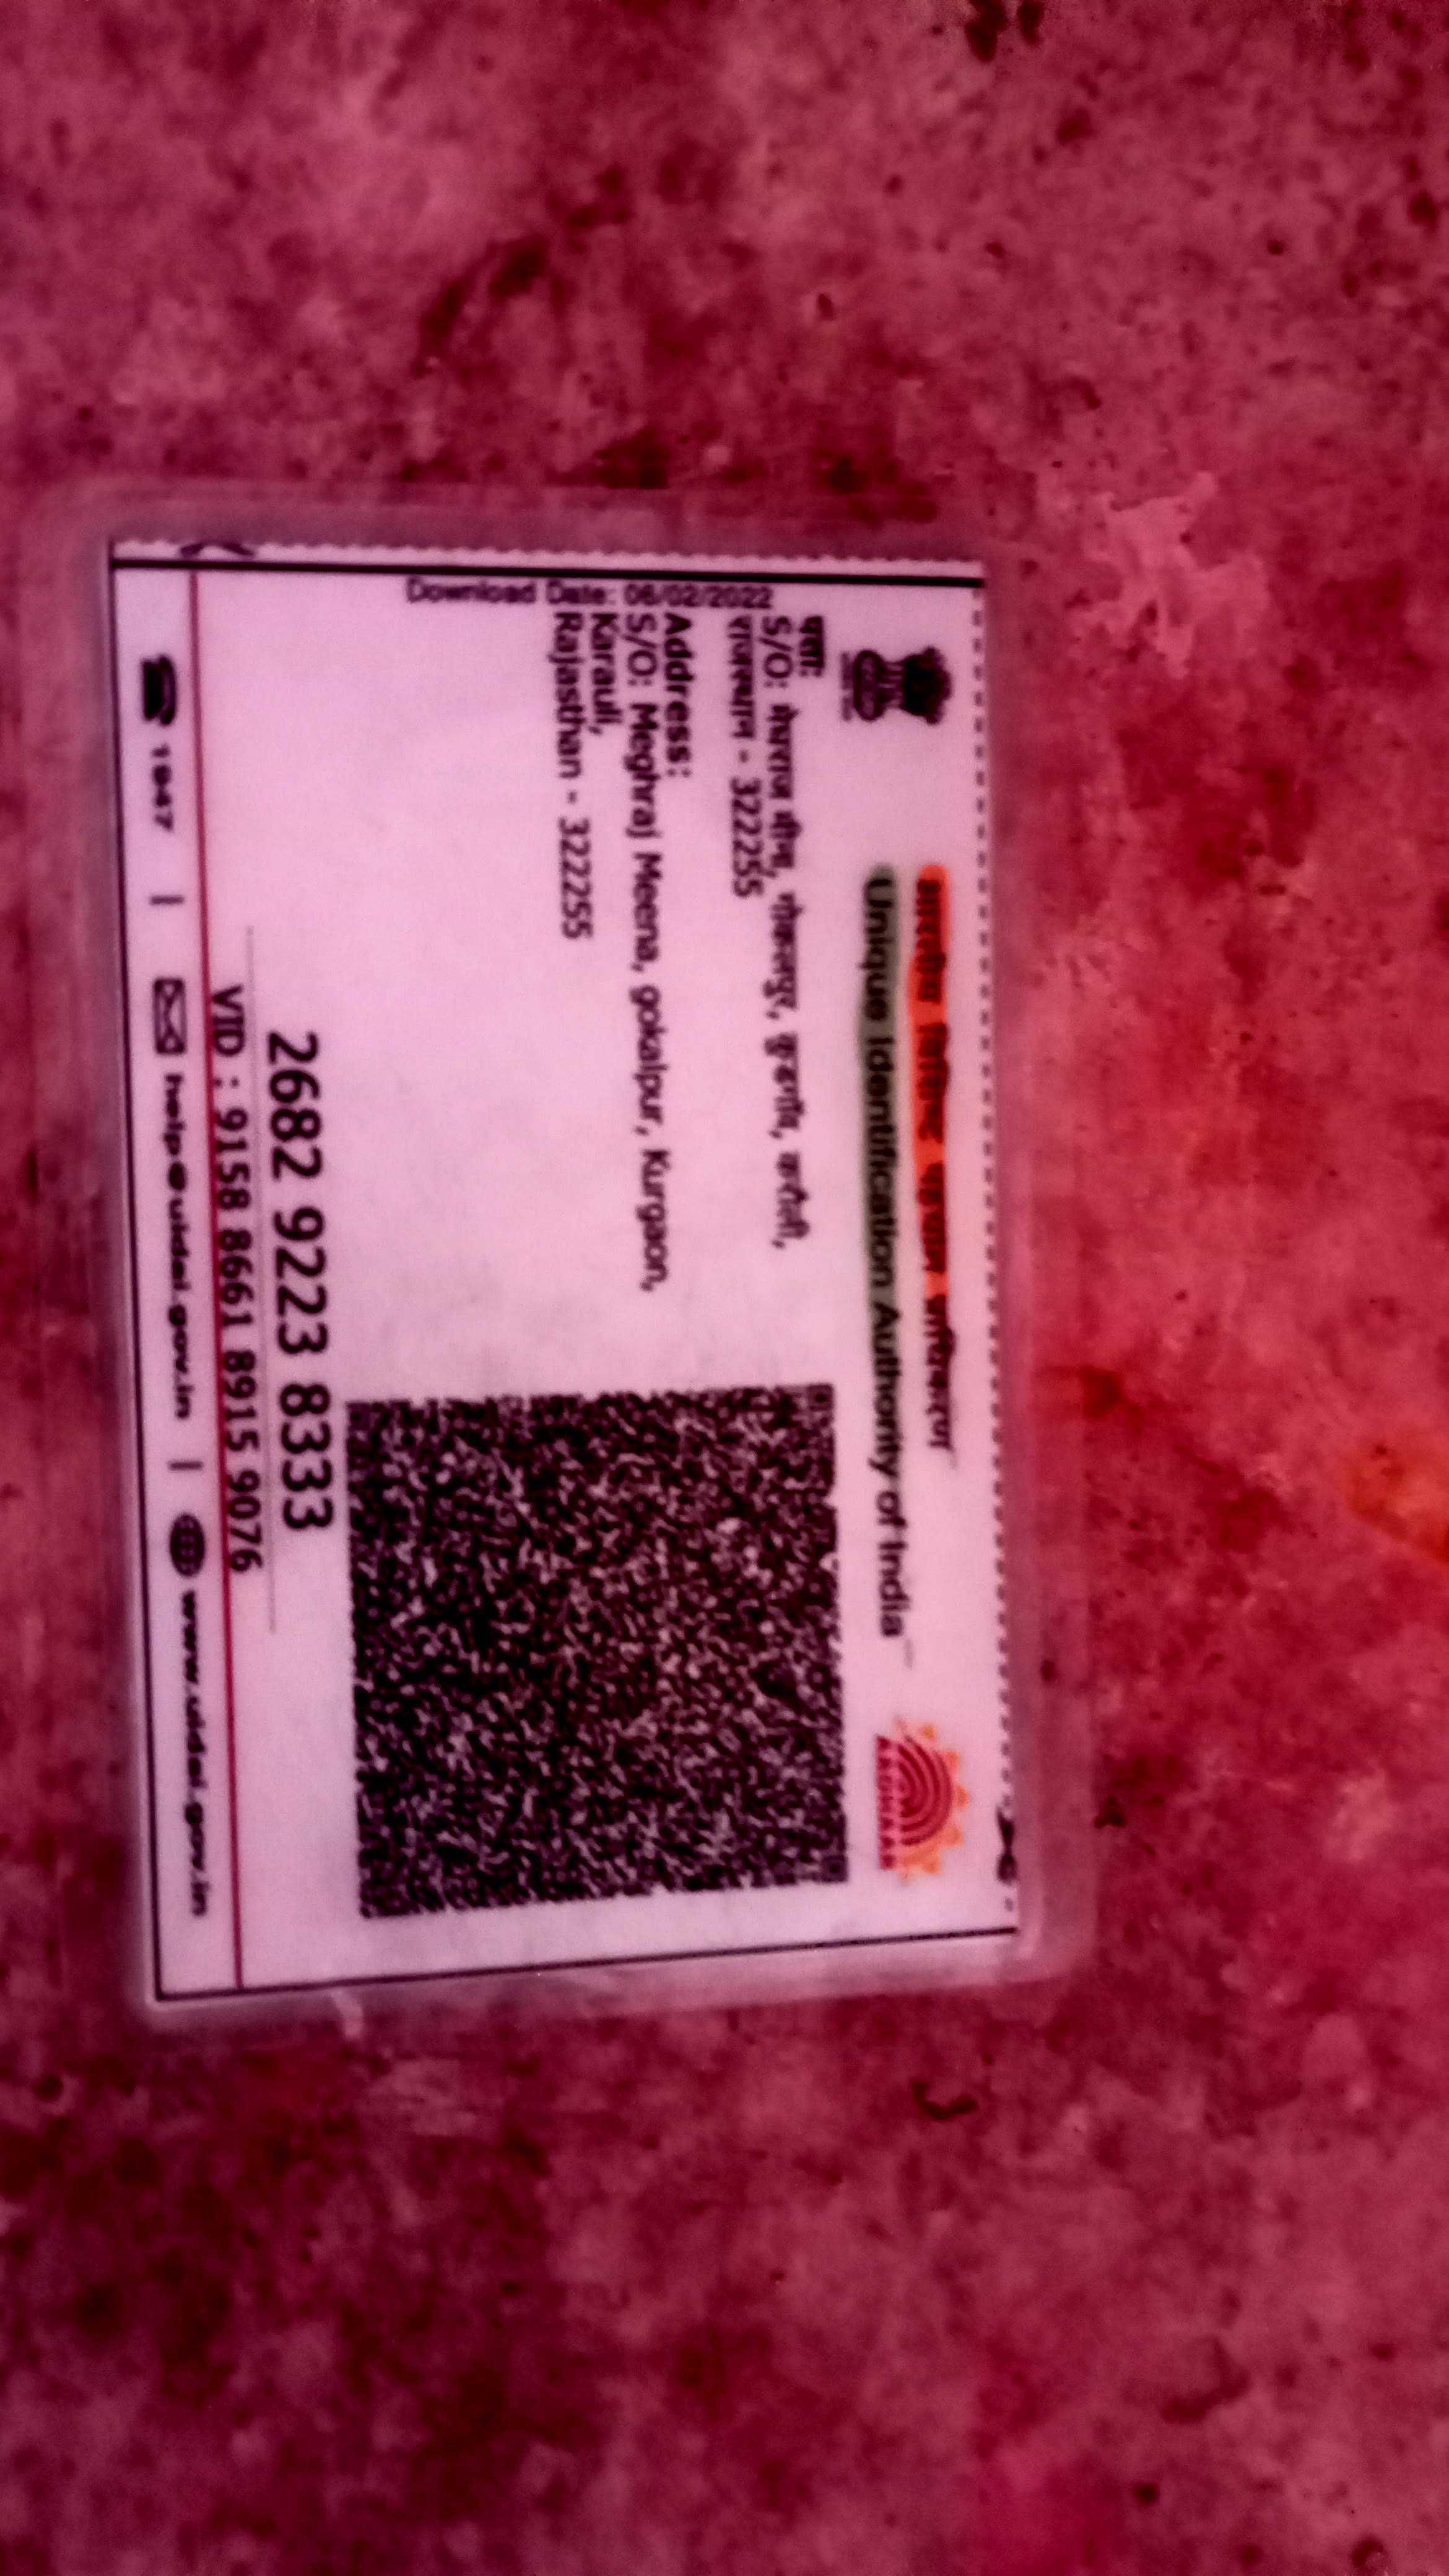 भारतीय विशिष्ट पहचान प्राधिकरण
Unique Identification Authority of India
पता:
S/O: मेघराज मीना, गोकलपुर, कुडगाँव, करौली,
राजस्थान - 322255
Address:
S/O: Meghraj Meena, gokalpur, Kurgaon,
Karauli,
Rajasthan - 322255
Download Date: 06/02/2022
AADHAAR
2682 9223 8333
VID : 9158 8661 8915 9076
1947 | help@uidai.gov.in | www.uidai.gov.in